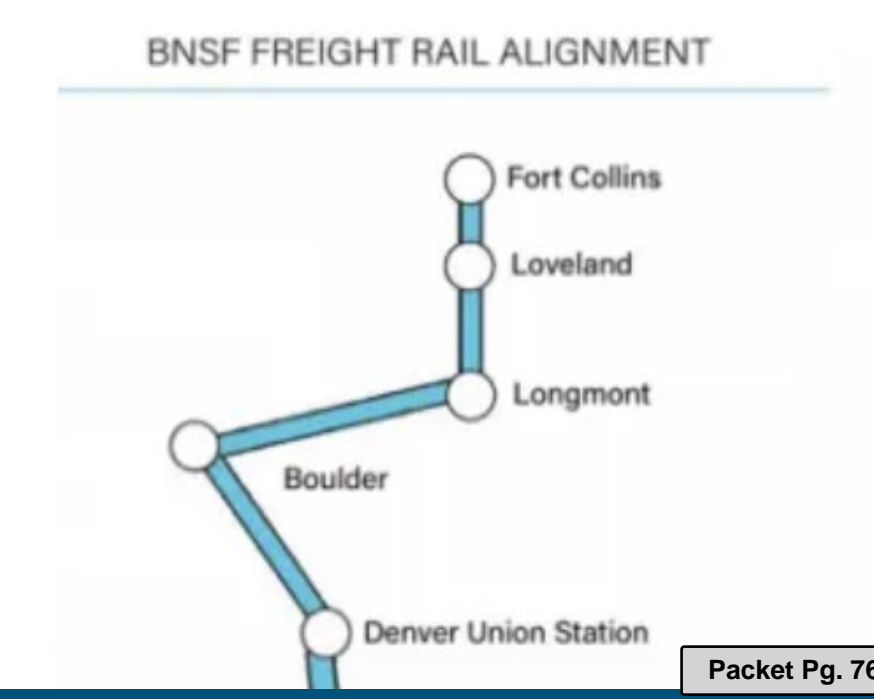 BNSF FREIGHT RAIL ALIGNMENT
Fort Collins
Loveland
Longmont
Boulder
Denver Union Station
Packet Pg. 76